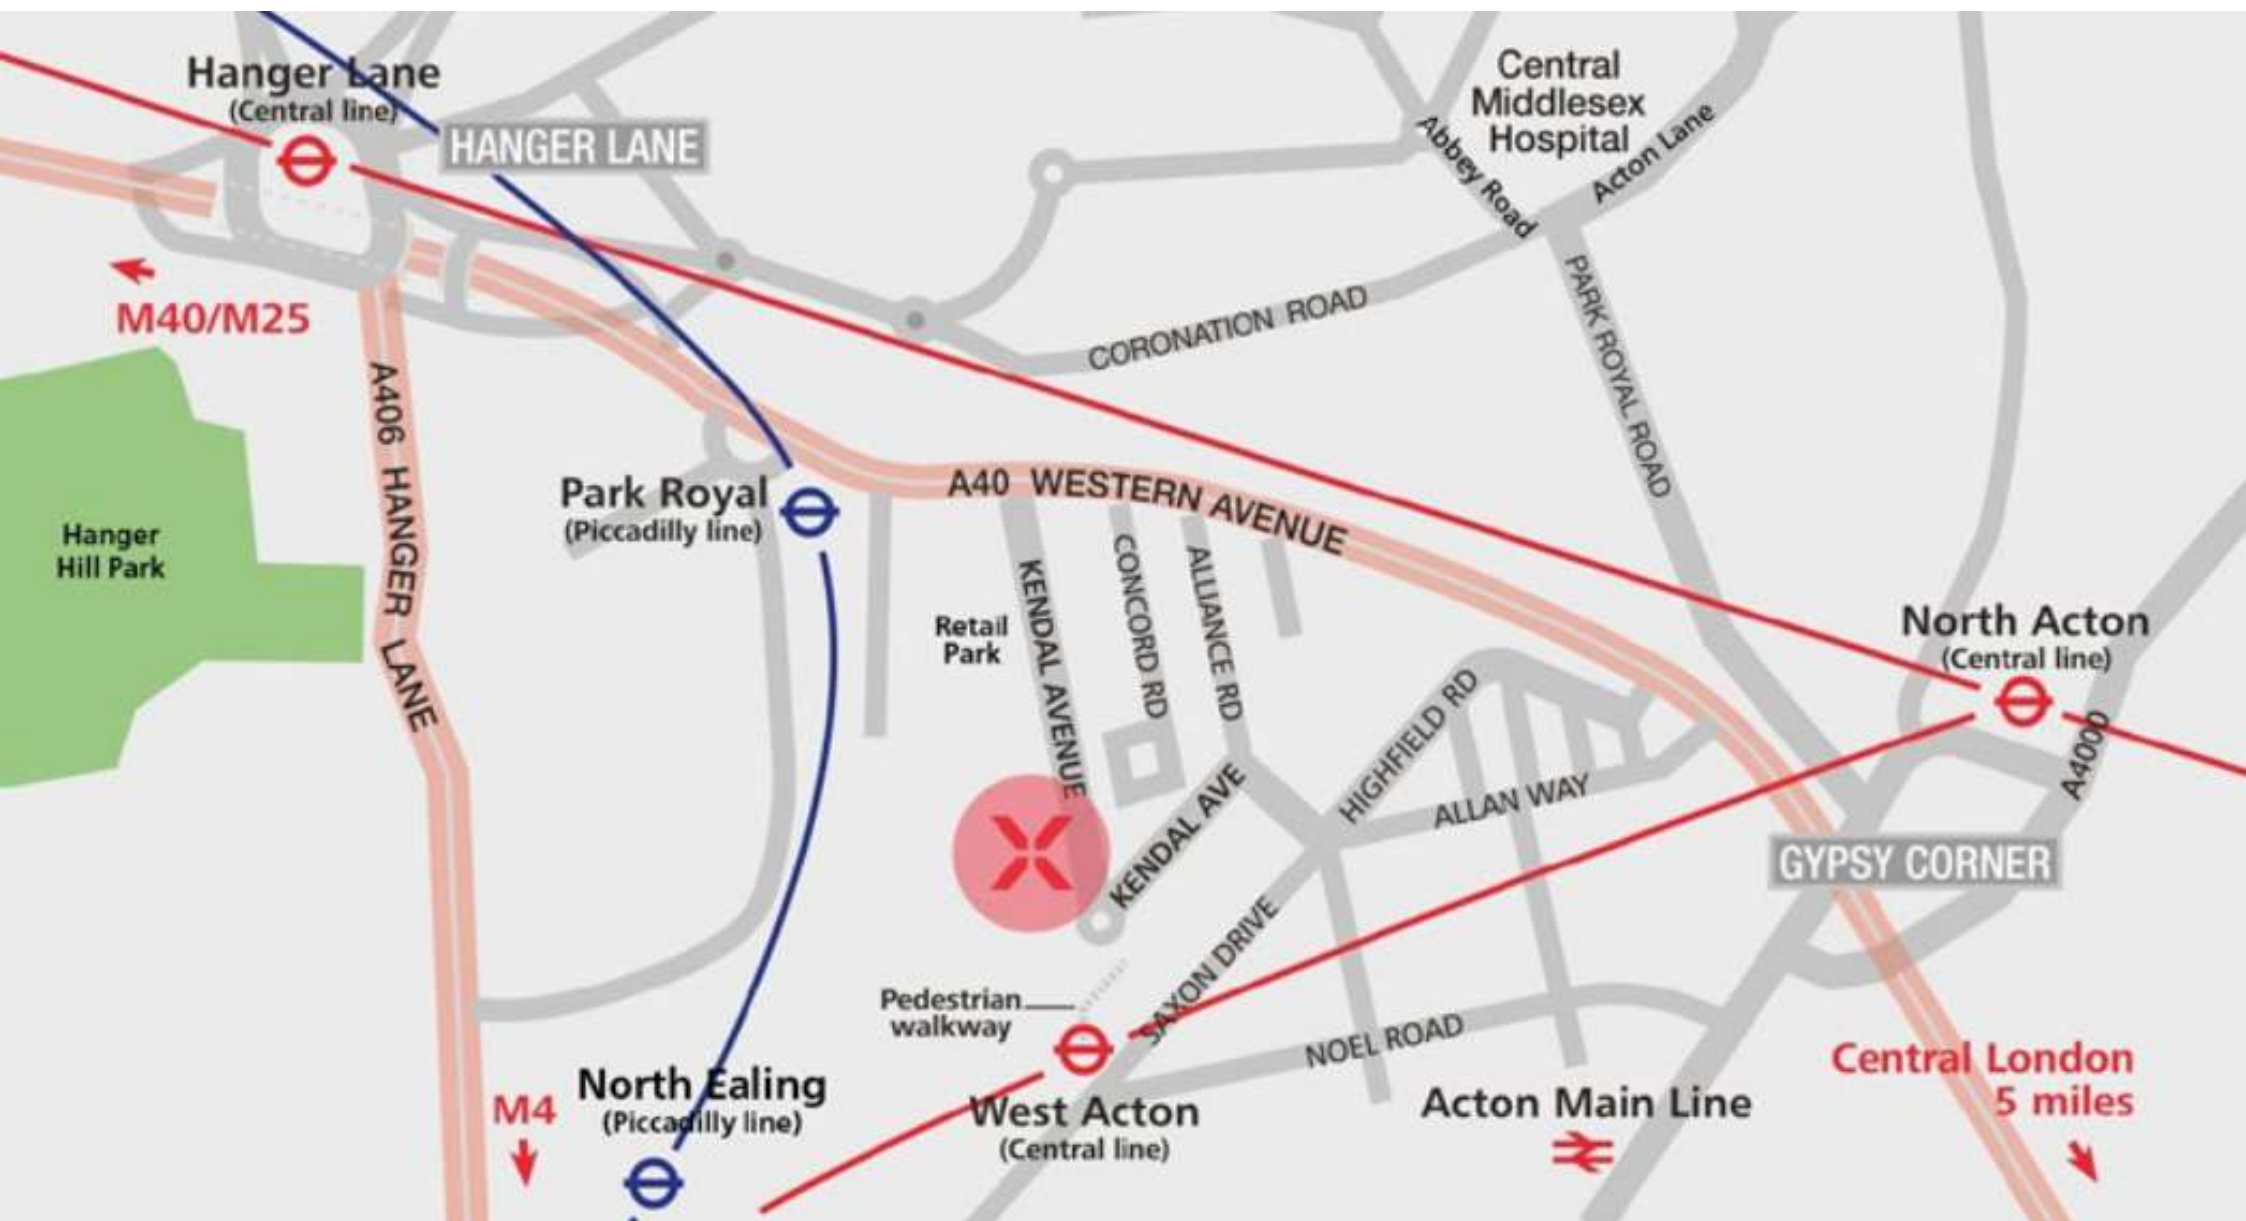 Hanger Lane
(Central line)
HANGER LANE
Central
Middlesex
Hospital
Abbey Road
Acton Lane
M40/M25
CORONATION ROAD
PARK ROYAL ROAD
A406 HANGER LANE
Park Royal
(Piccadilly line)
A40 WESTERN AVENUE
Hanger
Hill Park
Retail
Park
KENDAL AVENUE
CONCORD RD
ALLIANCE RD
North Acton
(Central line)
HIGHFIELD RD
A4000
ALLAN WAY
KENDAL AVE
GYPSY CORNER
SAXON DRIVE
Pedestrian
walkway
NOEL ROAD
Central London
5 miles
M4
North Ealing
(Piccadilly line)
West Acton
(Central line)
Acton Main Line